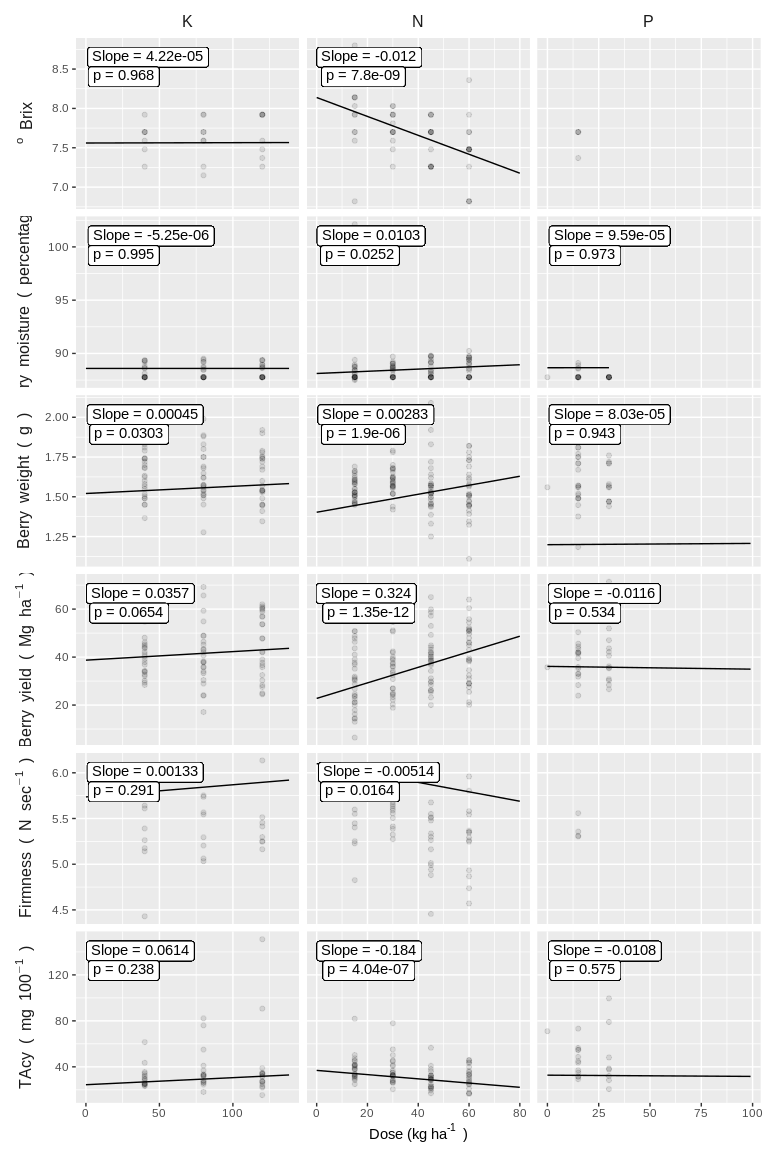 K N P
Slope = 4.22e-05 Slope = -0.012
p = 0.968 p = 7.8e-09
8.5
8.0
7.5
7.0
º Brix
Slope = -5.25e-06 Slope = 0.0103 Slope = 9.59e-05
p = 0.995 p = 0.0252 p = 0.973
100
95
90
ry moisture ( percentag
Slope = 0.00045 Slope = 0.00283 Slope = 8.03e-05
p = 0.0303 p = 1.9e-06 p = 0.943
2.00
1.75
1.50
1.25
Berry weight ( g )
Slope = 0.0357 Slope = 0.324 Slope = -0.0116
p = 0.0654 p = 1.35e-12 p = 0.534
60
40
20
Berry yield ( Mg ha⁻¹ )
Slope = 0.00133 Slope = -0.00514
p = 0.291 p = 0.0164
6.0
5.5
5.0
4.5
Firmness ( N sec⁻¹ )
Slope = 0.0614 Slope = -0.184 Slope = -0.0108
p = 0.238 p = 4.04e-07 p = 0.575
120
80
40
TAcy ( mg 100⁻¹ )
0 50 100 0 20 40 60 80 0 25 50 75 100
Dose (kg ha⁻¹ )